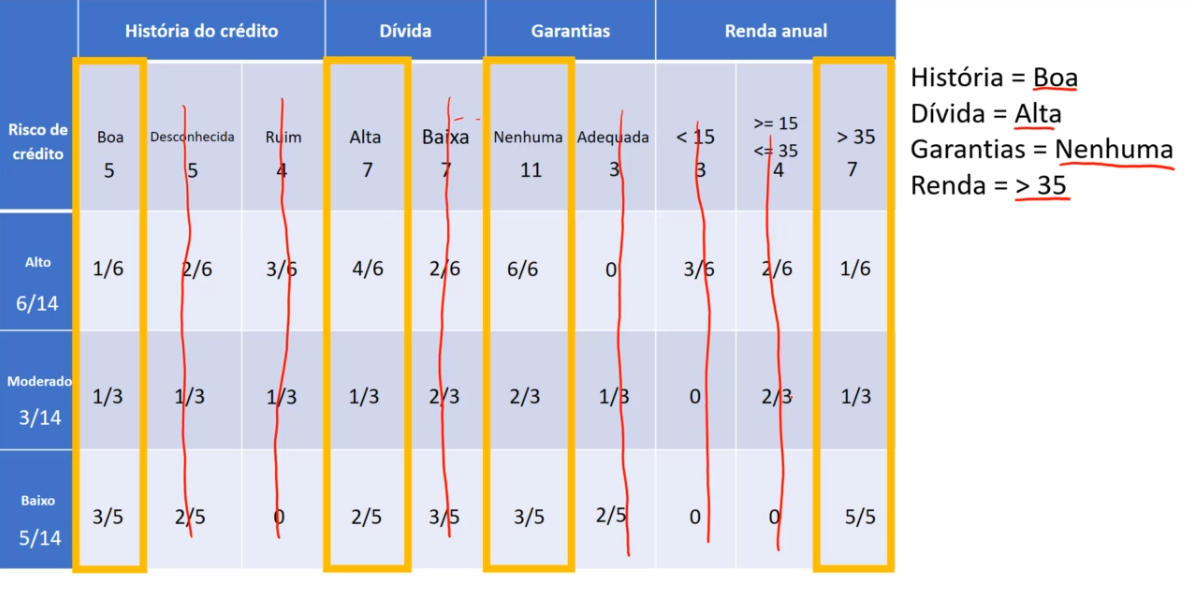 História do crédito Dívida Garantias Renda anual
Risco de crédito Boa Desconhecida Ruim Alta Baixa Nenhuma Adequada < 15 >= 15 <= 35 > 35
5 5 4 7 7 11 3 3 4 7
Alto 1/6 2/6 3/6 4/6 2/6 6/6 0 3/6 2/6 1/6
6/14
Moderado 1/3 1/3 1/3 1/3 2/3 2/3 1/3 0 2/3 1/3
3/14
Baixo 3/5 2/5 0 2/5 3/5 3/5 2/5 0 0 5/5
5/14
História = Boa
Dívida = Alta
Garantias = Nenhuma
Renda = > 35